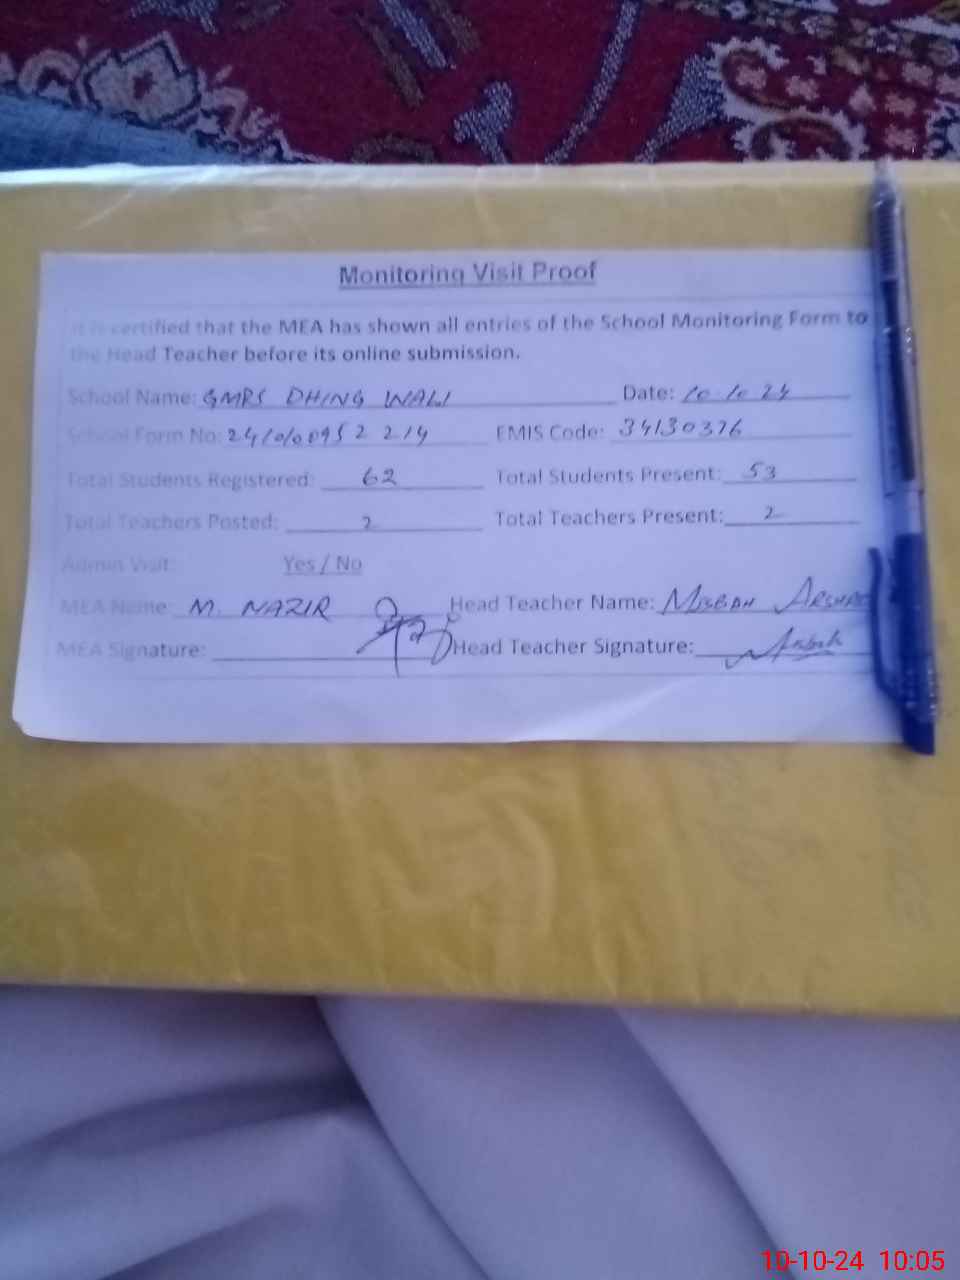 Monitoring Visit Proof
It is certified that the MEA has shown all entries of the School Monitoring Form to
the Head Teacher before its online submission.
School Name: GMPS DHING WALI Date: 10.10.24
School Form No: EMIS Code: 34130376
Total Students Registered: 62 Total Students Present: 53
Total Teachers Posted: 2 Total Teachers Present: 2
Admin Visit: Yes / No
MEA Name: M. NAZIR Head Teacher Name: MISBAH
MEA Signature: Head Teacher Signature:
10-10-24 10:05